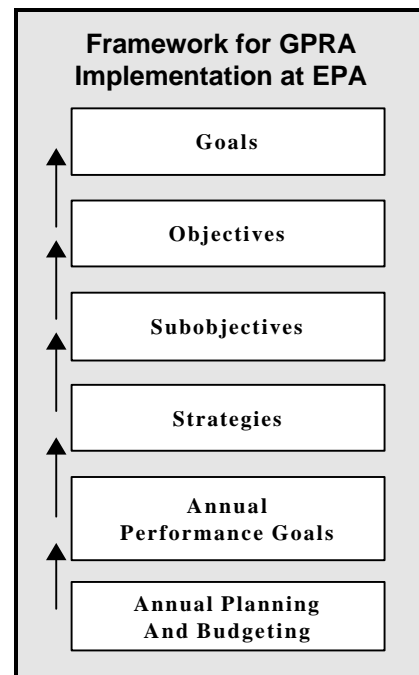 Framework for GPRA
Implementation at EPA
Goals
Objectives
Subobjectives
Strategies
Annual
Performance Goals
Annual Planning
And Budgeting